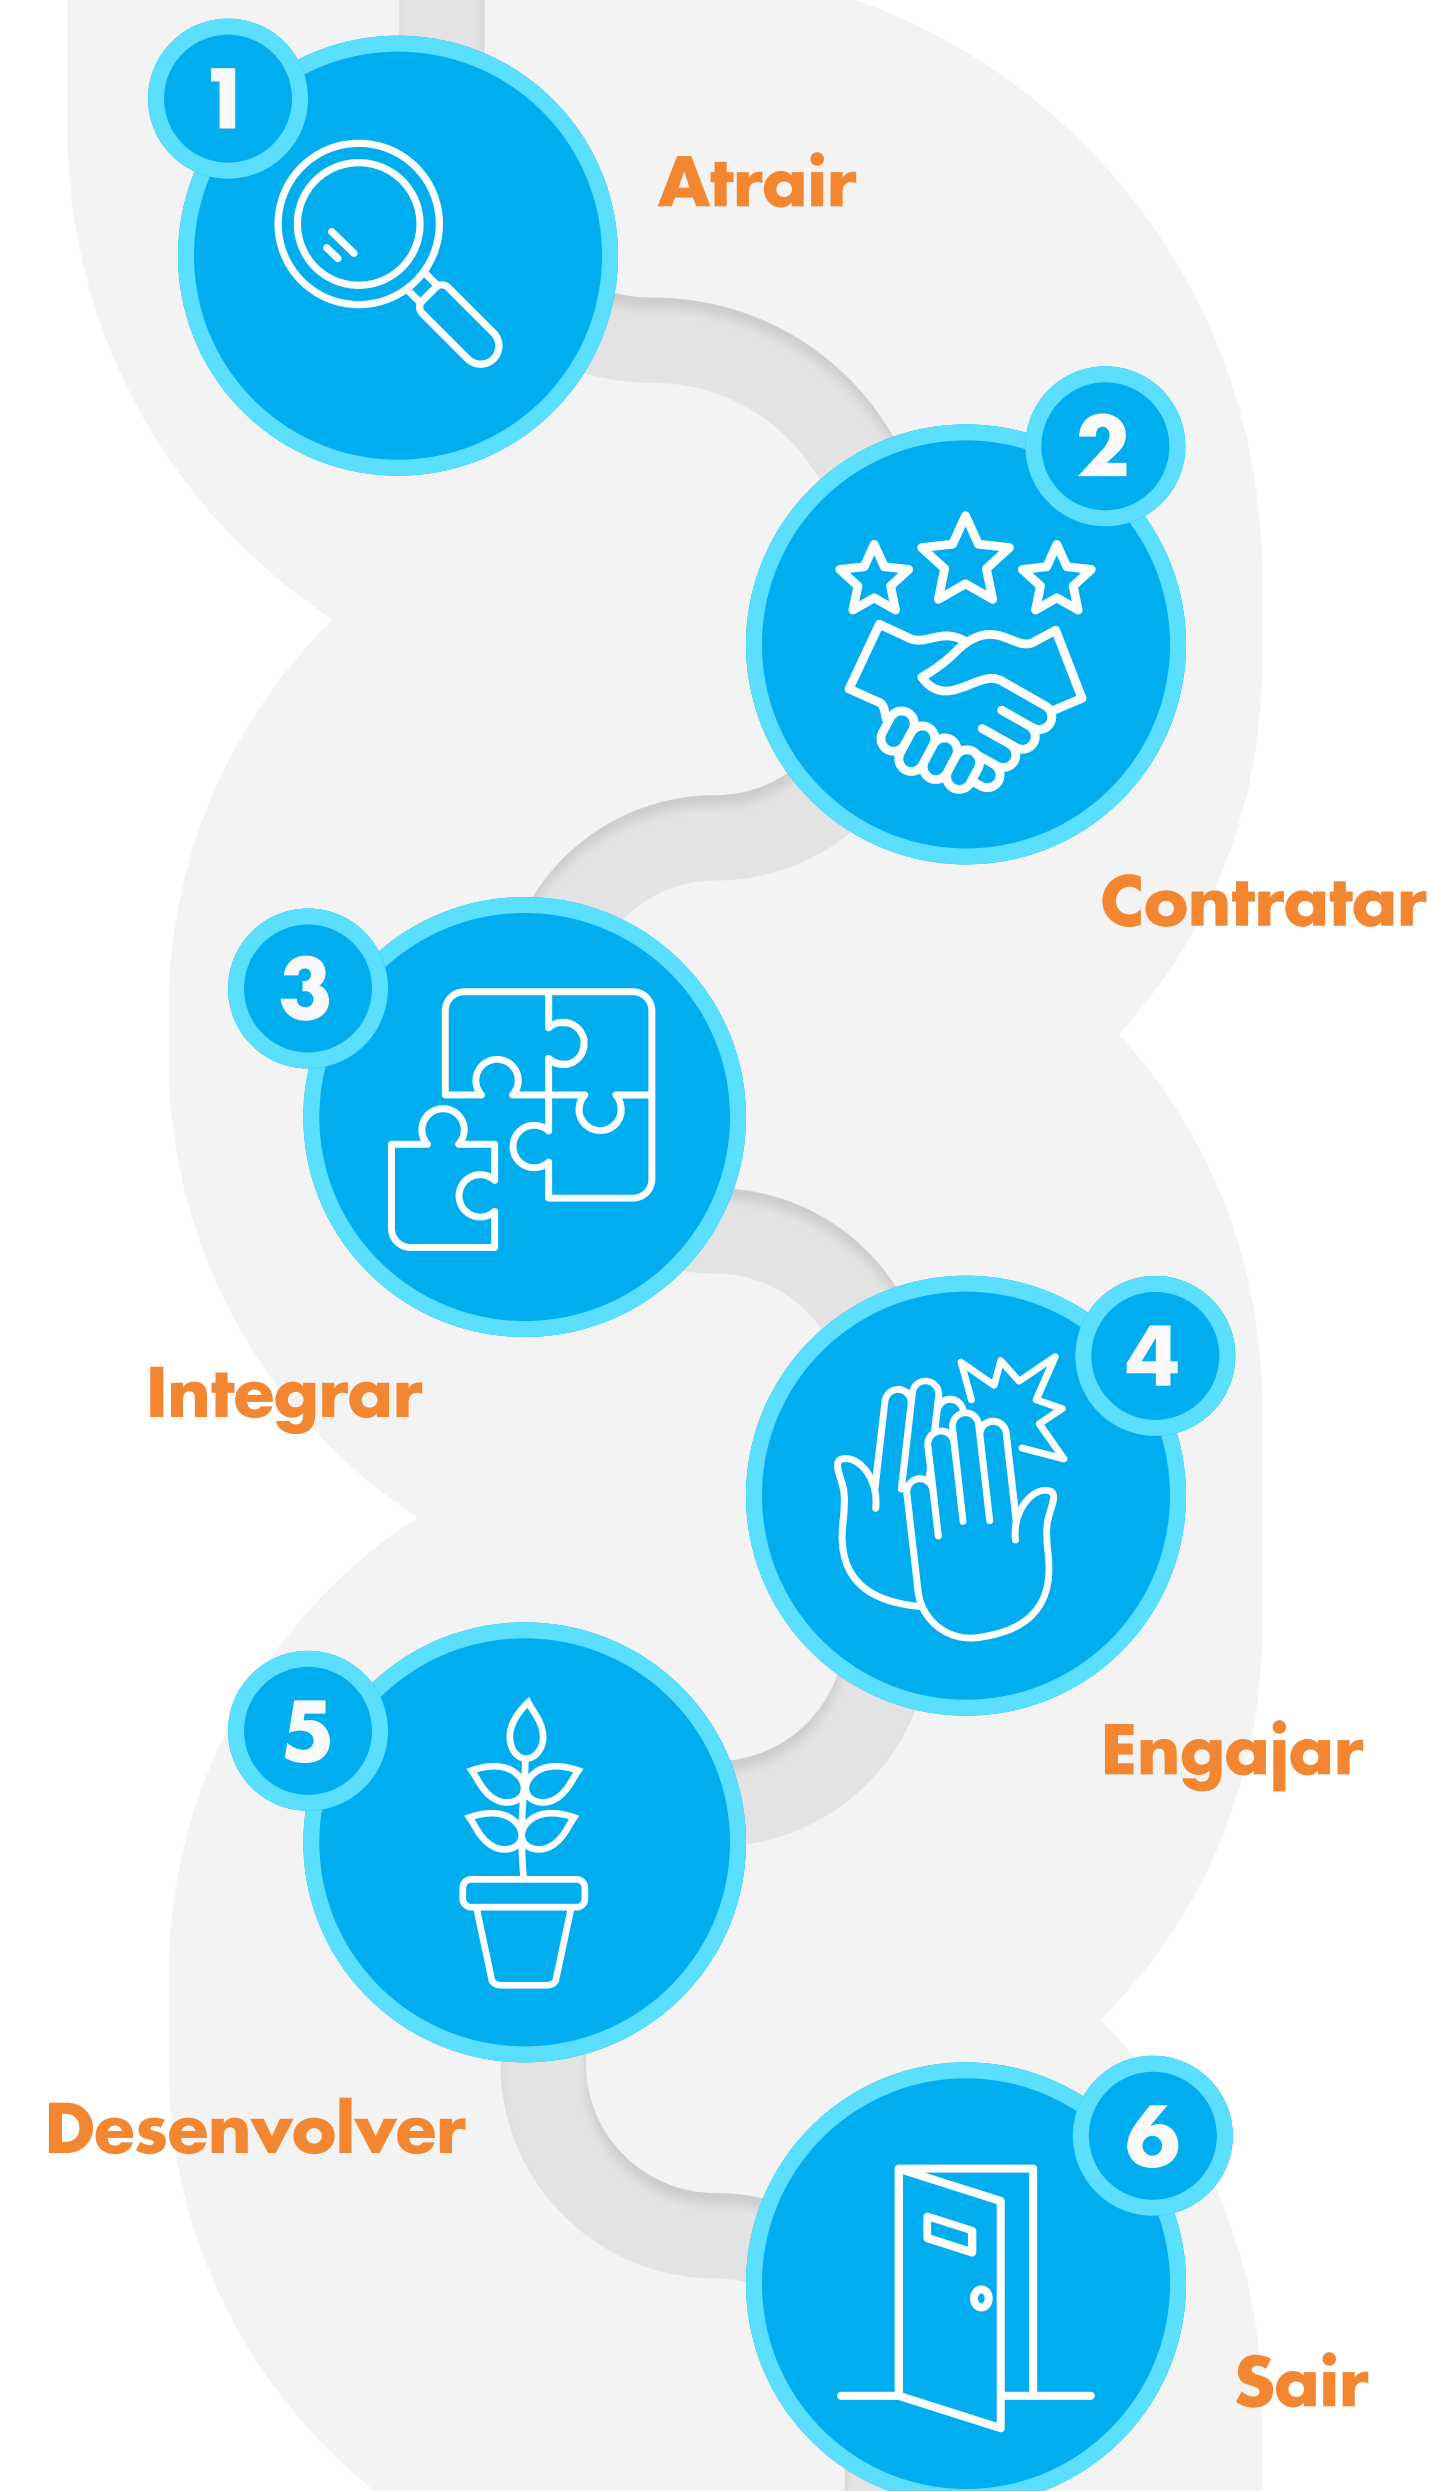 1
Atrair
2
Contratar
3
Integrar
4
Engajar
5
Desenvolver
6
Sair